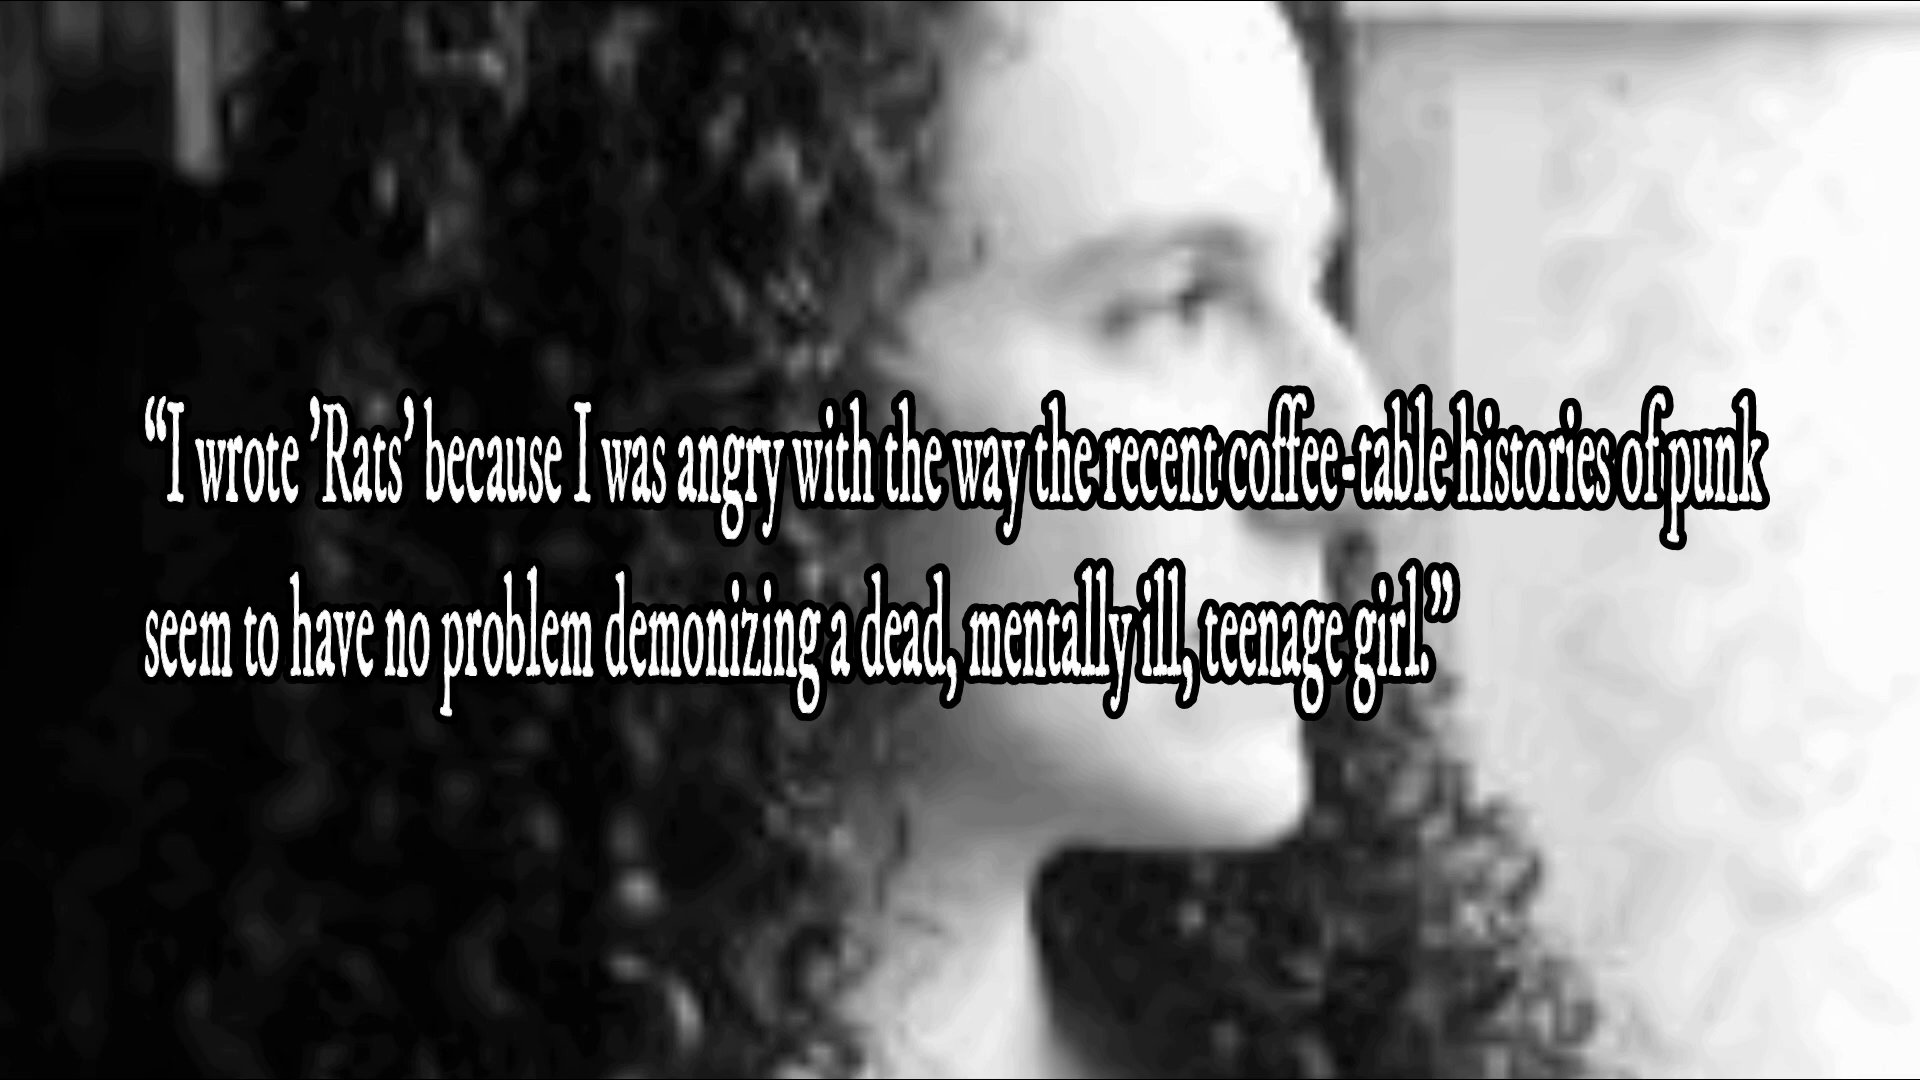 “I wrote ’Rats’ because I was angry with the way the recent coffee-table histories of punk
seem to have no problem demonizing a dead, mentally ill, teenage girl.”